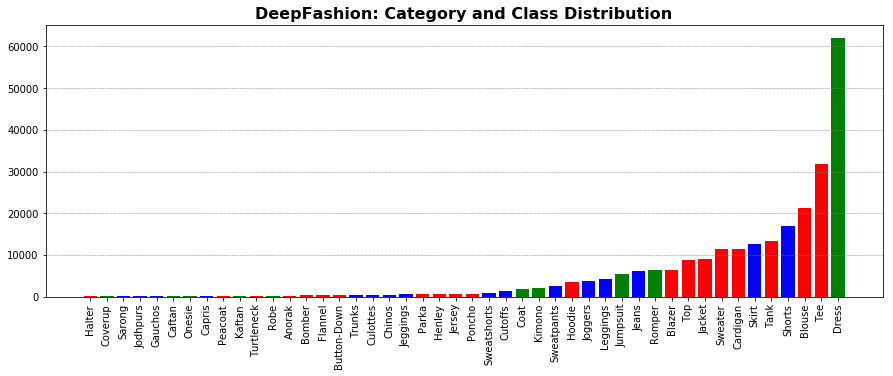 DeepFashion: Category and Class Distribution
60000
50000
40000
30000
20000
10000
0
Halter
Coverup
Sarong
Jodhpurs
Gauchos
Caftan
Onesie
Capris
Peacoat
Kaftan
Turtleneck
Robe
Anorak
Bomber
Flannel
Button-Down
Trunks
Culottes
Chinos
Jeggings
Parka
Henley
Jersey
Poncho
Sweatshorts
Cutoffs
Coat
Kimono
Sweatpants
Hoodie
Joggers
Leggings
Jumpsuit
Jeans
Romper
Blazer
Top
Jacket
Sweater
Cardigan
Skirt
Tank
Shorts
Blouse
Tee
Dress